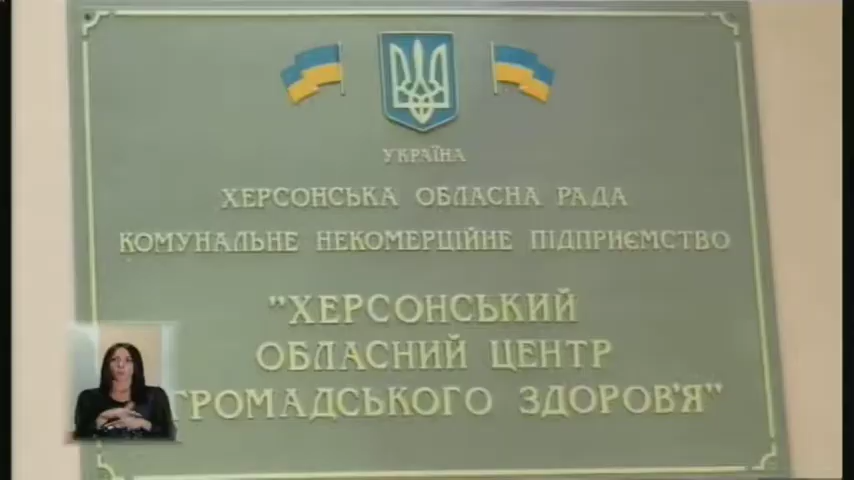 УКРАЇНА
ХЕРСОНСЬКА ОБЛАСНА РАДА
КОМУНАЛЬНЕ НЕКОМЕРЦІЙНЕ ПІДПРИЄМСТВО
"ХЕРСОНСЬКИЙ
ОБЛАСНИЙ ЦЕНТР
ГРОМАДСЬКОГО ЗДОРОВ'Я"